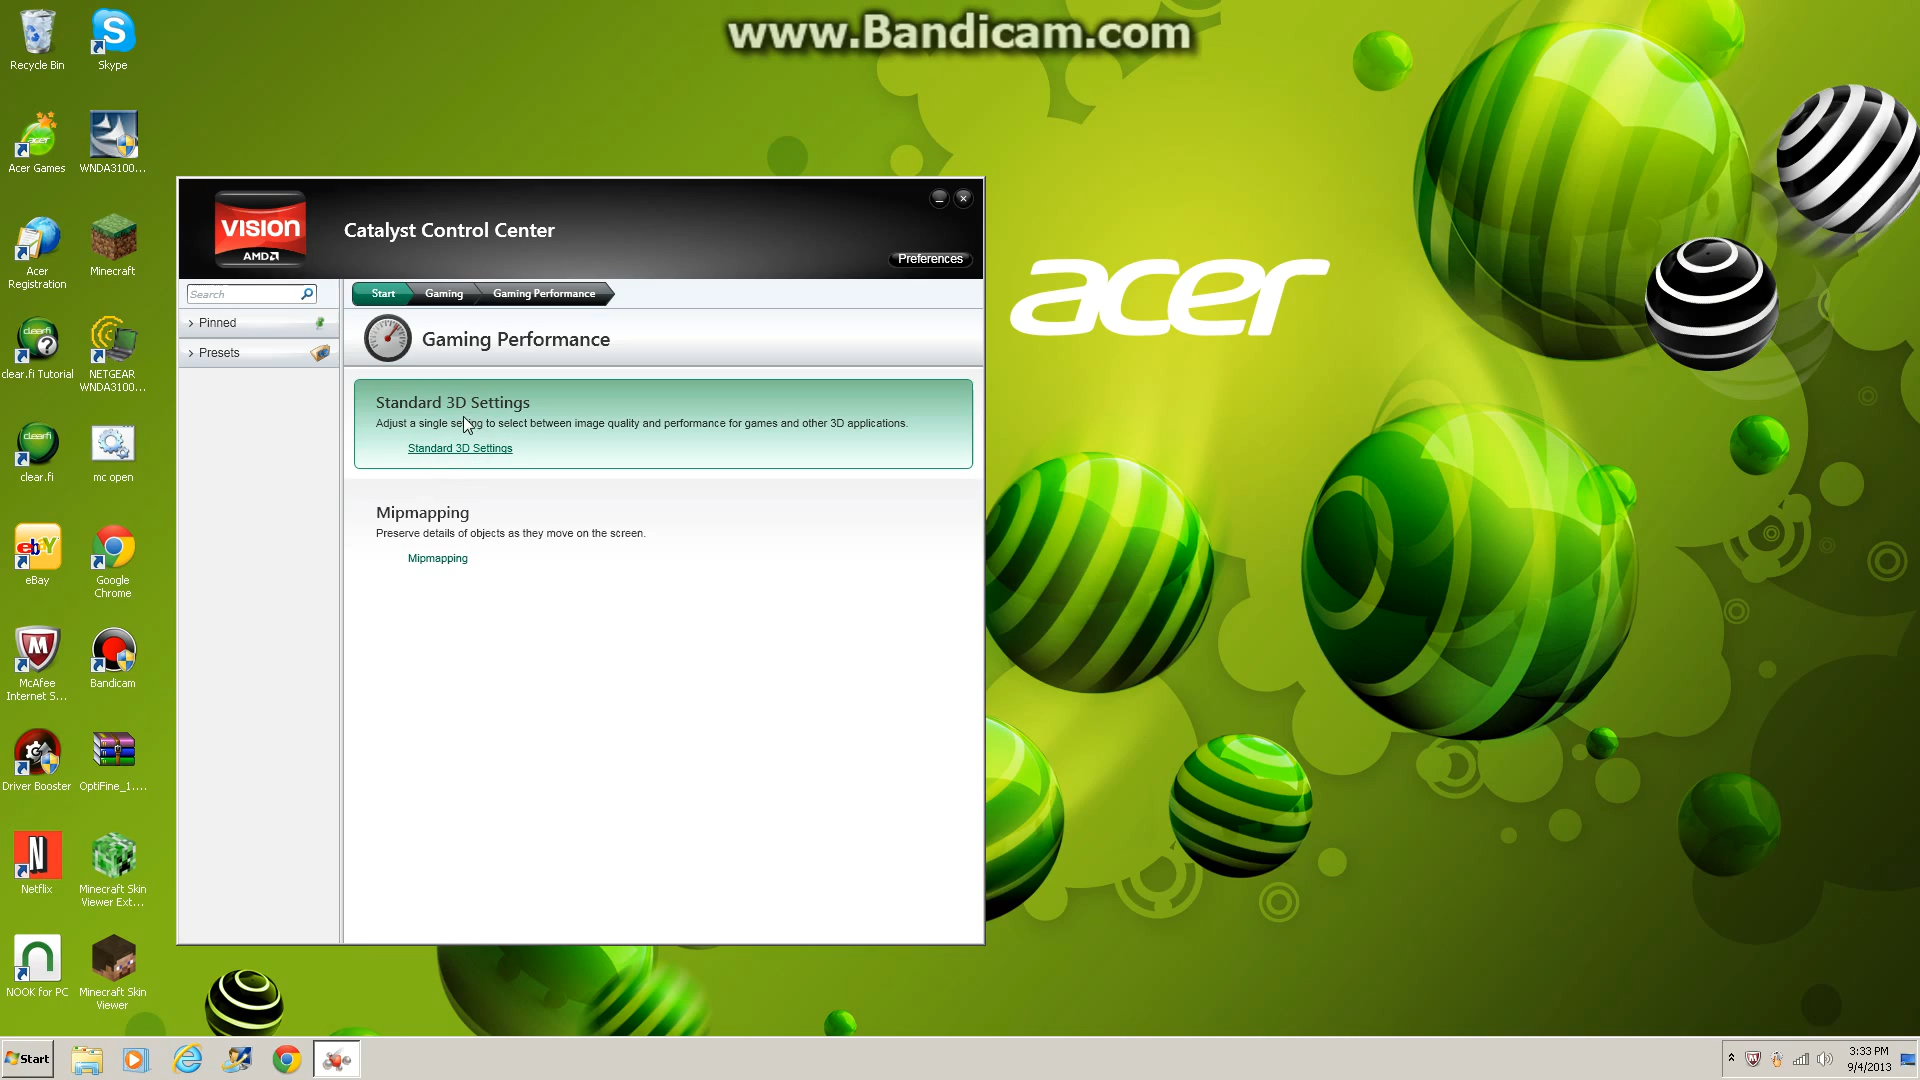 www.Bandicam.com
Recycle Bin
Skype
Acer Games
WNDA3100...
Acer
Registration
Minecraft
clear.fi Tutorial
NETGEAR
WNDA3100...
clear.fi
mc open
eBay
Google
Chrome
McAfee
Internet S...
Bandicam
Driver Booster
OptiFine_1....
Netflix
Minecraft Skin
Viewer Ext...
NOOK for PC
Minecraft Skin
Viewer
VISION
AMD
Catalyst Control Center
Preferences
Search
Pinned
Presets
Start
Gaming
Gaming Performance
Gaming Performance
Standard 3D Settings
Adjust a single setting to select between image quality and performance for games and other 3D applications.
Standard 3D Settings
Mipmapping
Preserve details of objects as they move on the screen.
Mipmapping
acer
Start
3:33 PM
9/4/2013